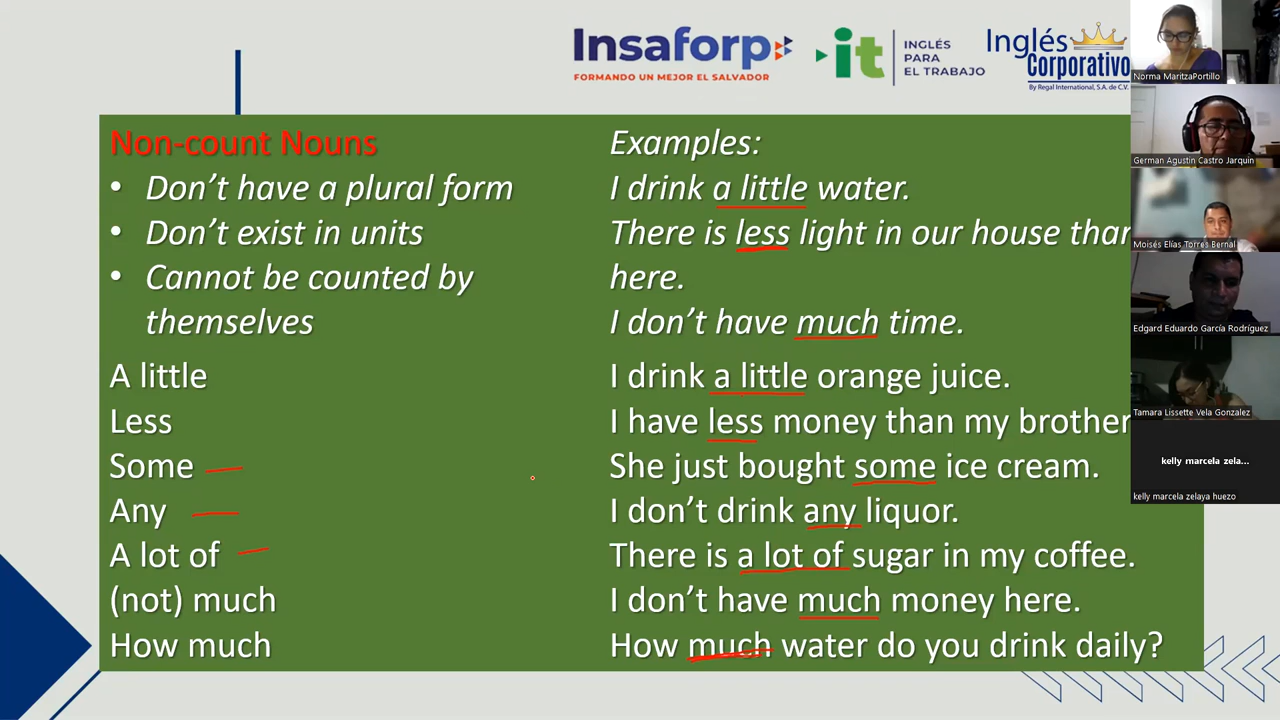 Insaforp
FORMANDO UN MEJOR EL SALVADOR
it
INGLÉS
PARA
EL TRABAJO
Inglés
Corporativo
By Regal International, S.A. de C.V.
Non-count Nouns
• Don't have a plural form
• Don't exist in units
• Cannot be counted by
themselves
Examples:
I drink a little water.
There is less light in our house than
here.
I don't have much time.
A little
I drink a little orange juice.
Less
I have less money than my brother
Some
She just bought some ice cream.
Any
I don't drink any liquor.
A lot of
There is a lot of sugar in my coffee.
(not) much
I don't have much money here.
How much
How much water do you drink daily?
Norma MaritzaPortillo
German Agustin Castro Jarquín
Moisés Elías Torres Bernal
Edgard Eduardo García Rodríguez
Tamara Lissette Vela Gonzalez
kelly marcela zela...
kelly marcela zelaya huezo